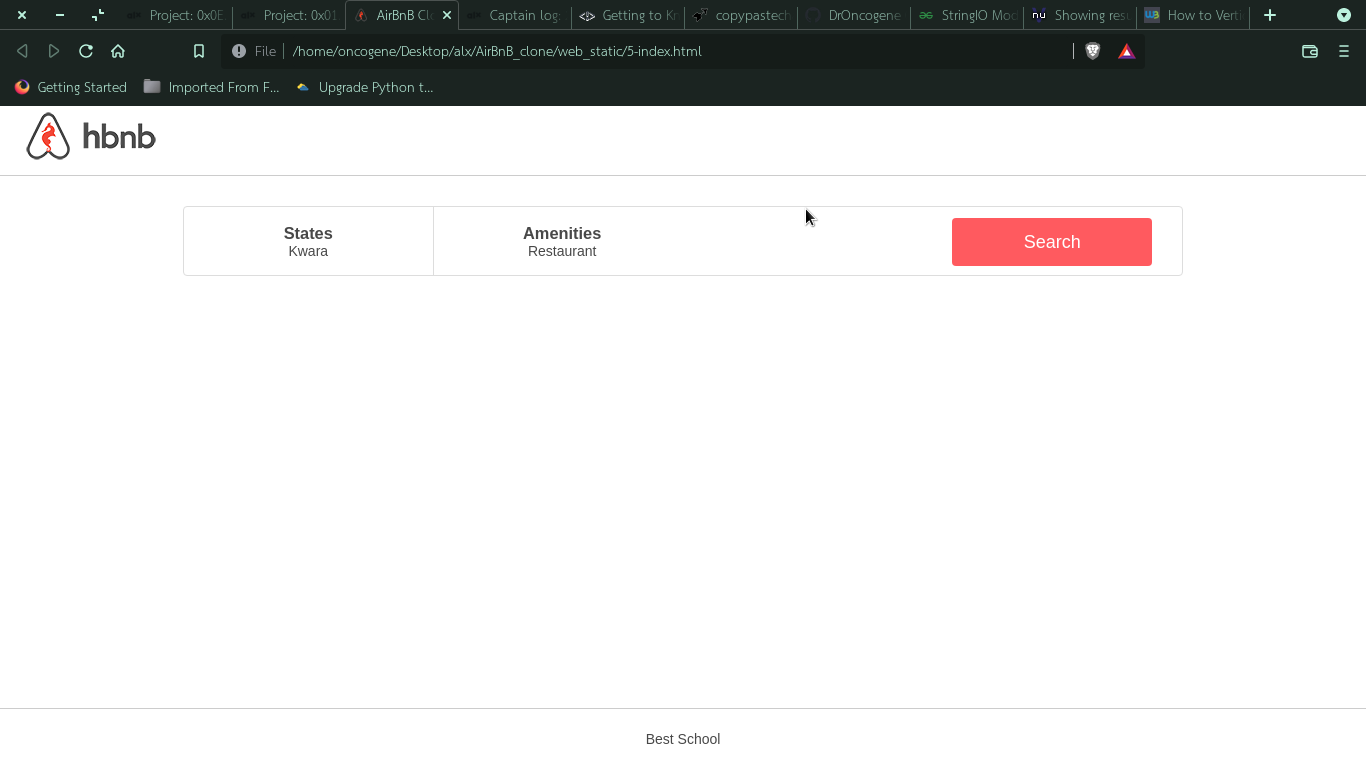 Project: 0x0E
Project: 0x01
AirBnB Cl
Captain log
Getting to K
copypastech
DrOncogene
StringIO Mod
nu
Showing resu
W3
How to Verti
File
/home/oncogene/Desktop/alx/AirBnB_clone/web_static/5-index.html
Getting Started
Imported From F...
Upgrade Python t...
hbnb
States
Kwara
Amenities
Restaurant
Search
Best School